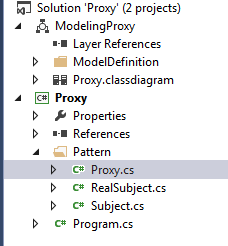 Solution 'Proxy' (2 projects)
ModelingProxy
Layer References
ModelDefinition
Proxy.classdiagram
C# Proxy
Properties
References
Pattern
C# Proxy.cs
C# RealSubject.cs
C# Subject.cs
C# Program.cs